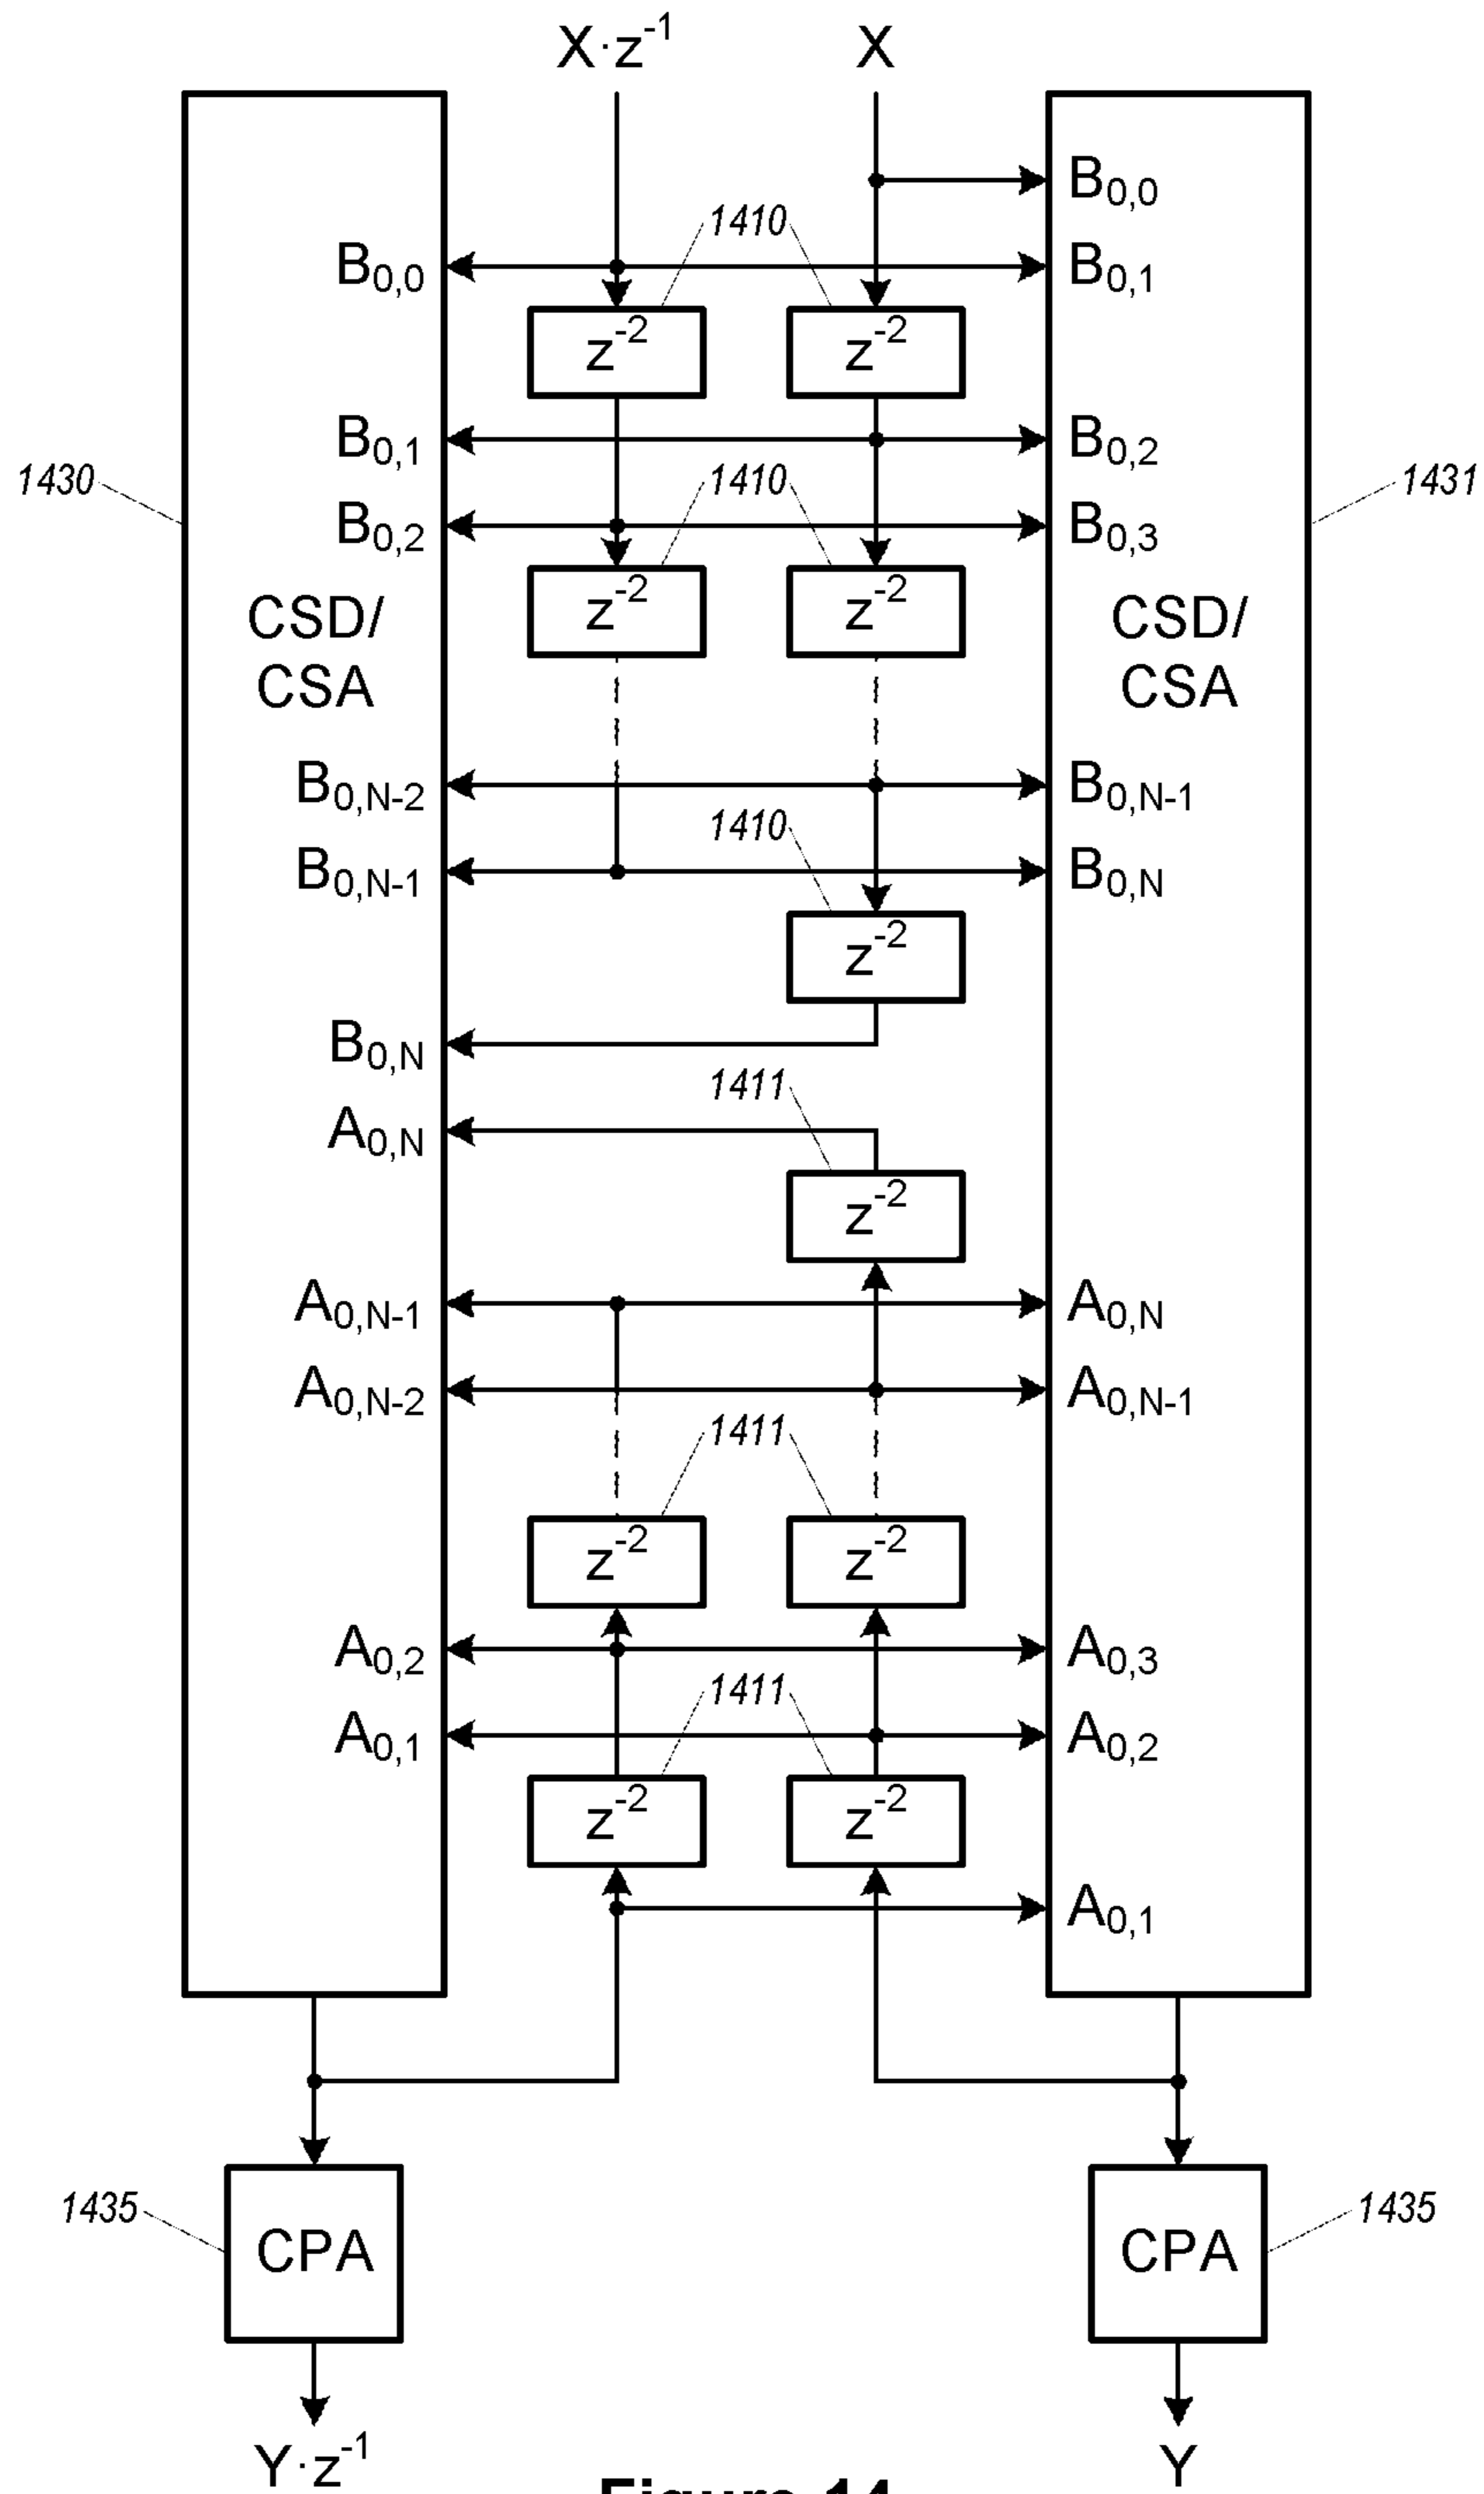 X·z⁻¹ X
B₀,₀
1410
B₀,₀ B₀,₁
z⁻² z⁻²
B₀,₁ B₀,₂
1430 1410 1431
B₀,₂ B₀,₃
z⁻² z⁻²
CSD/ CSD/
CSA CSA
B₀,N-2 B₀,N-1
1410
B₀,N-1 B₀,N
z⁻²
B₀,N
1411
A₀,N
z⁻²
A₀,N-1 A₀,N
A₀,N-2 A₀,N-1
1411
z⁻² z⁻²
A₀,₂ A₀,₃
1411
A₀,₁ A₀,₂
z⁻² z⁻²
A₀,₁
1435 1435
CPA CPA
Y·z⁻¹ Y
Figure 14